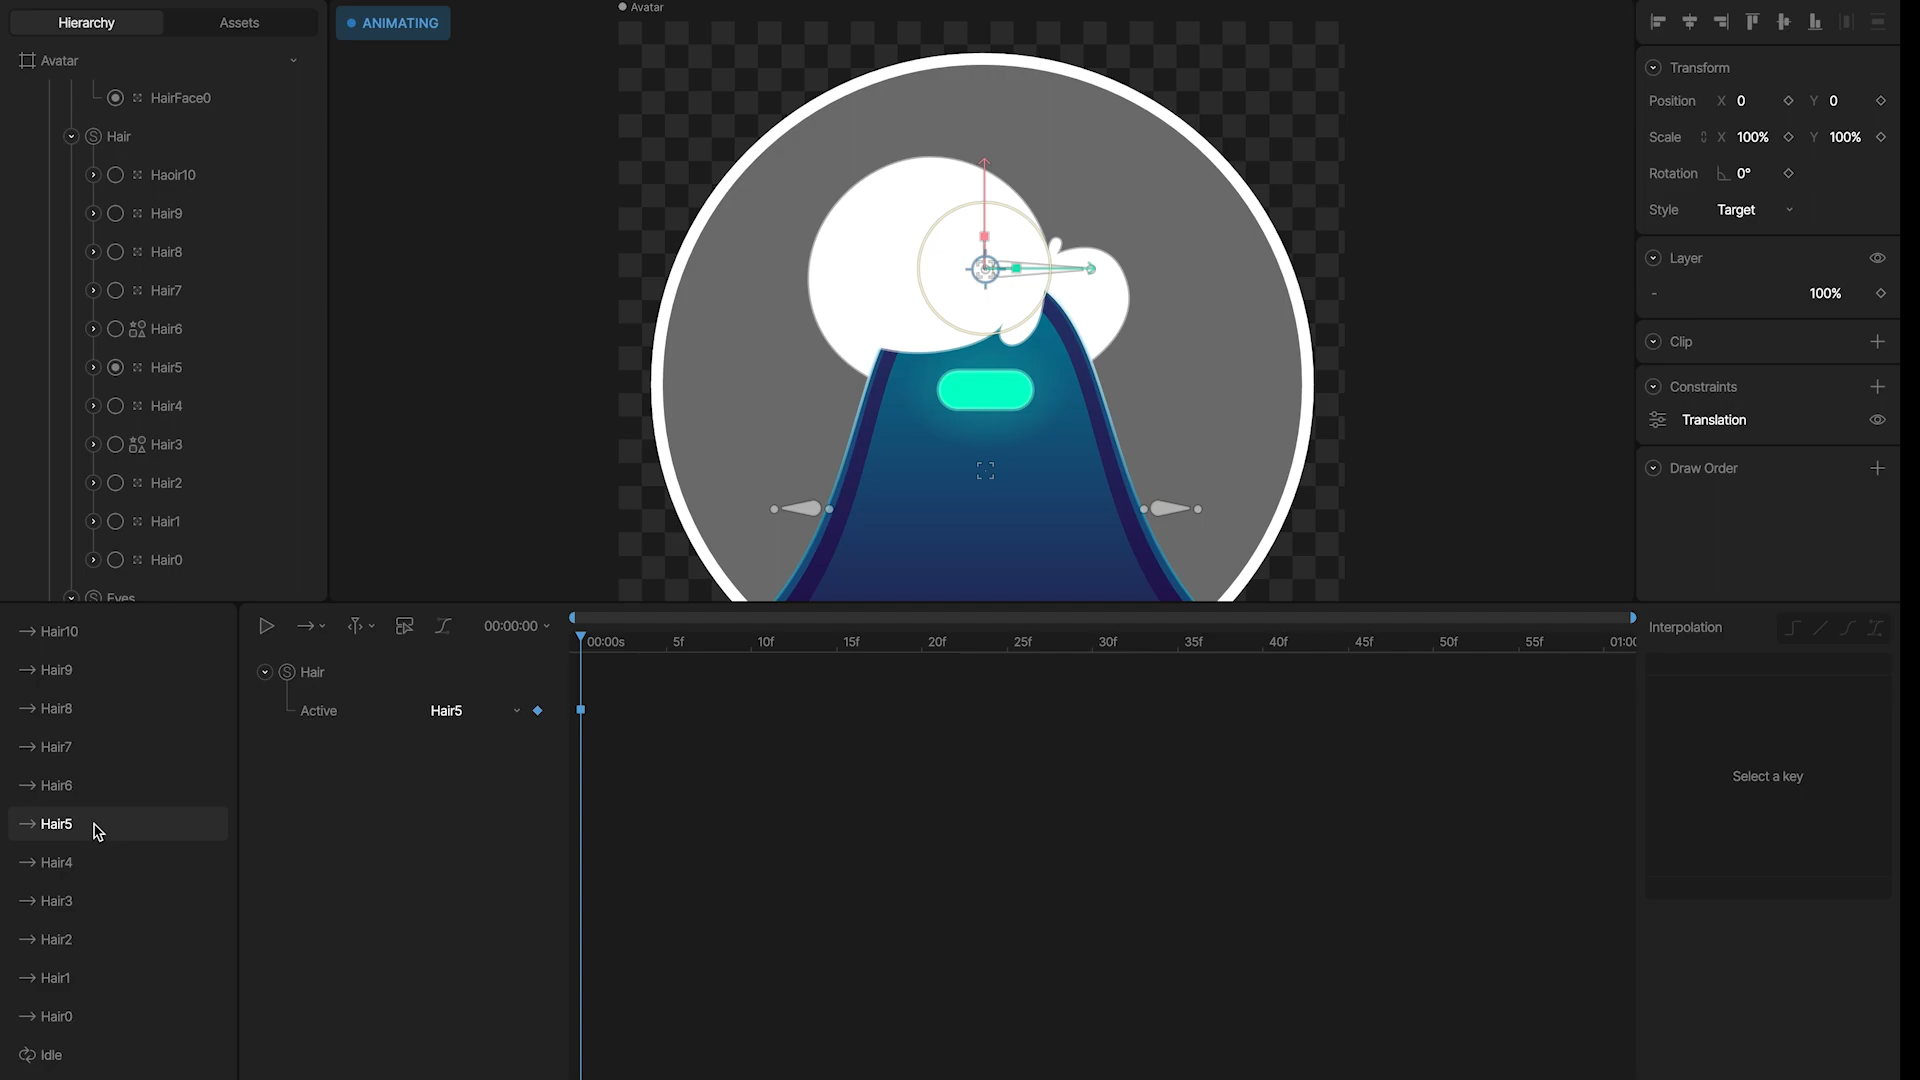 Hierarchy
Assets
Avatar
HairFace0
Hair
Haoir10
Hair9
Hair8
Hair7
Hair6
Hair5
Hair4
Hair3
Hair2
Hair1
Hair0
Eyes
ANIMATING
Avatar
Transform
Position X 0 Y 0
Scale X 100% Y 100%
Rotation 0°
Style Target
Layer
- 100%
Clip
Constraints
Translation
Draw Order
Hair10
Hair9
Hair8
Hair7
Hair6
Hair5
Hair4
Hair3
Hair2
Hair1
Hair0
Idle
00:00:00
00:00s 5f 10f 15f 20f 25f 30f 35f 40f 45f 50f 55f 01:00
Hair
Active Hair5
Interpolation
Select a key